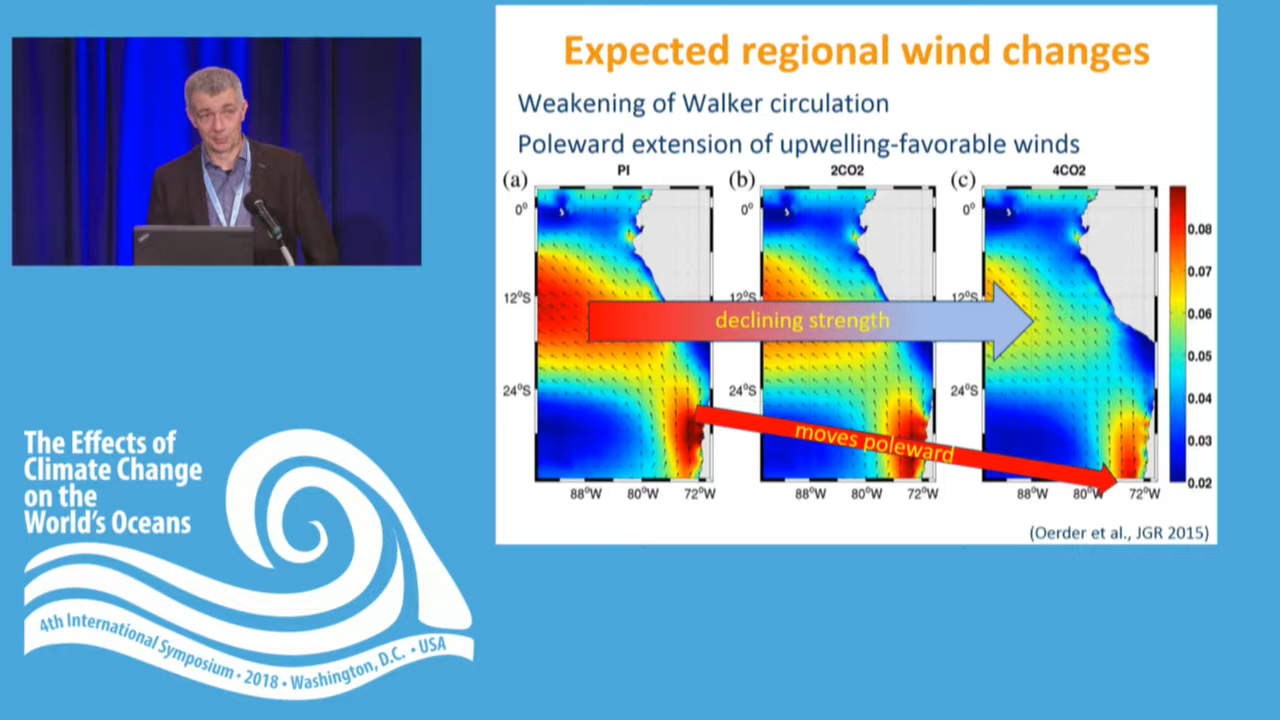 Expected regional wind changes
Weakening of Walker circulation
Poleward extension of upwelling-favorable winds
(a) PI (b) 2CO2 (c) 4CO2
0° 0° 0°
0.08
0.07
12°S 12°S 12°S
declining strength
0.06
0.05
24°S 24°S 24°S
0.04
moves poleward
0.03
0.02
88°W 80°W 72°W 88°W 80°W 72°W 88°W 80°W 72°W
(Oerder et al., JGR 2015)
The Effects of
Climate Change
on the
World's Oceans
4th International Symposium • 2018 • Washington, D.C. • USA